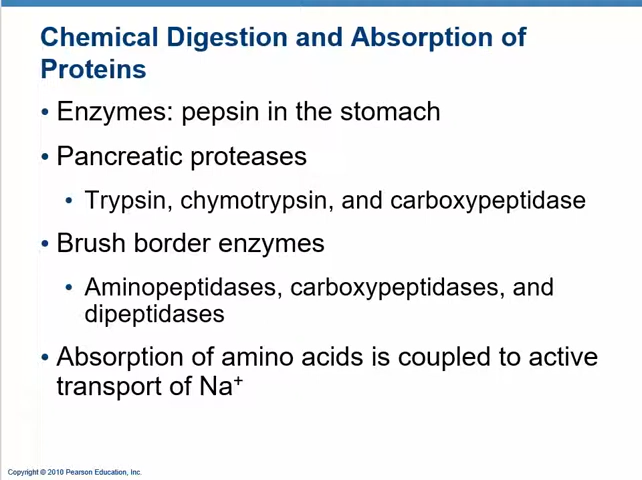 Chemical Digestion and Absorption of
Proteins
• Enzymes: pepsin in the stomach
• Pancreatic proteases
• Trypsin, chymotrypsin, and carboxypeptidase
• Brush border enzymes
• Aminopeptidases, carboxypeptidases, and
dipeptidases
• Absorption of amino acids is coupled to active
transport of Na⁺
Copyright © 2010 Pearson Education, Inc.